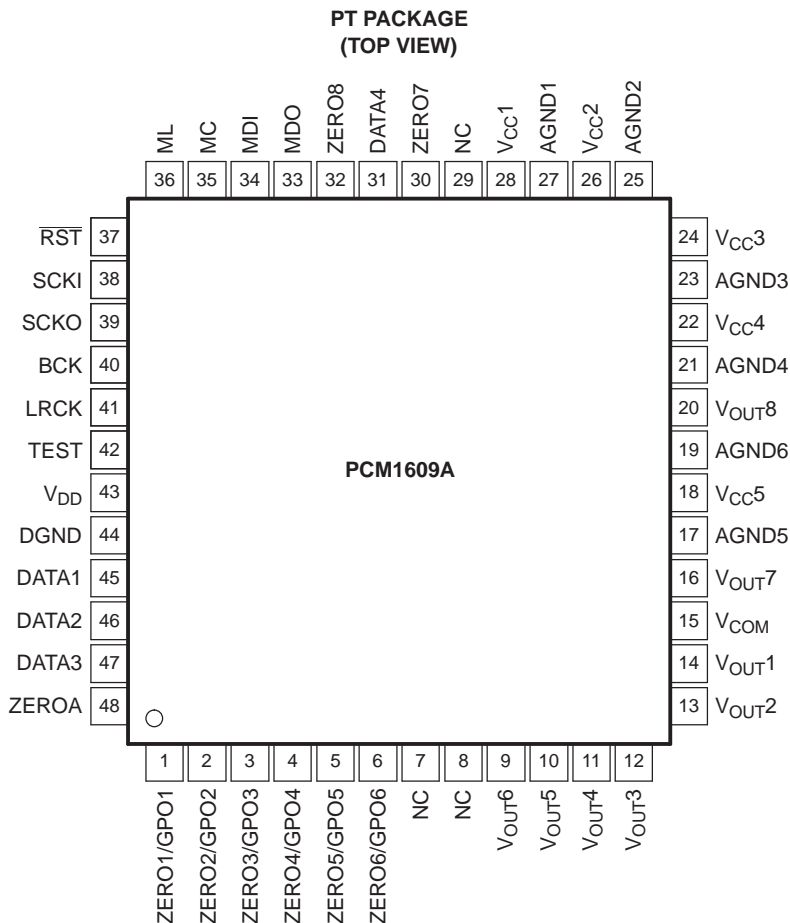 PT PACKAGE
(TOP VIEW)
ML
MC
MDI
MDO
ZERO8
DATA4
ZERO7
NC
VCC1
AGND1
VCC2
AGND2
36 35 34 33 32 31 30 29 28 27 26 25
RST 37
SCKI 38
SCKO 39
BCK 40
LRCK 41
TEST 42
VDD 43
DGND 44
DATA1 45
DATA2 46
DATA3 47
ZEROA 48
PCM1609A
24 VCC3
23 AGND3
22 VCC4
21 AGND4
20 VOUT8
19 AGND6
18 VCC5
17 AGND5
16 VOUT7
15 VCOM
14 VOUT1
13 VOUT2
1 2 3 4 5 6 7 8 9 10 11 12
ZERO1/GPO1
ZERO2/GPO2
ZERO3/GPO3
ZERO4/GPO4
ZERO5/GPO5
ZERO6/GPO6
NC
NC
VOUT6
VOUT5
VOUT4
VOUT3